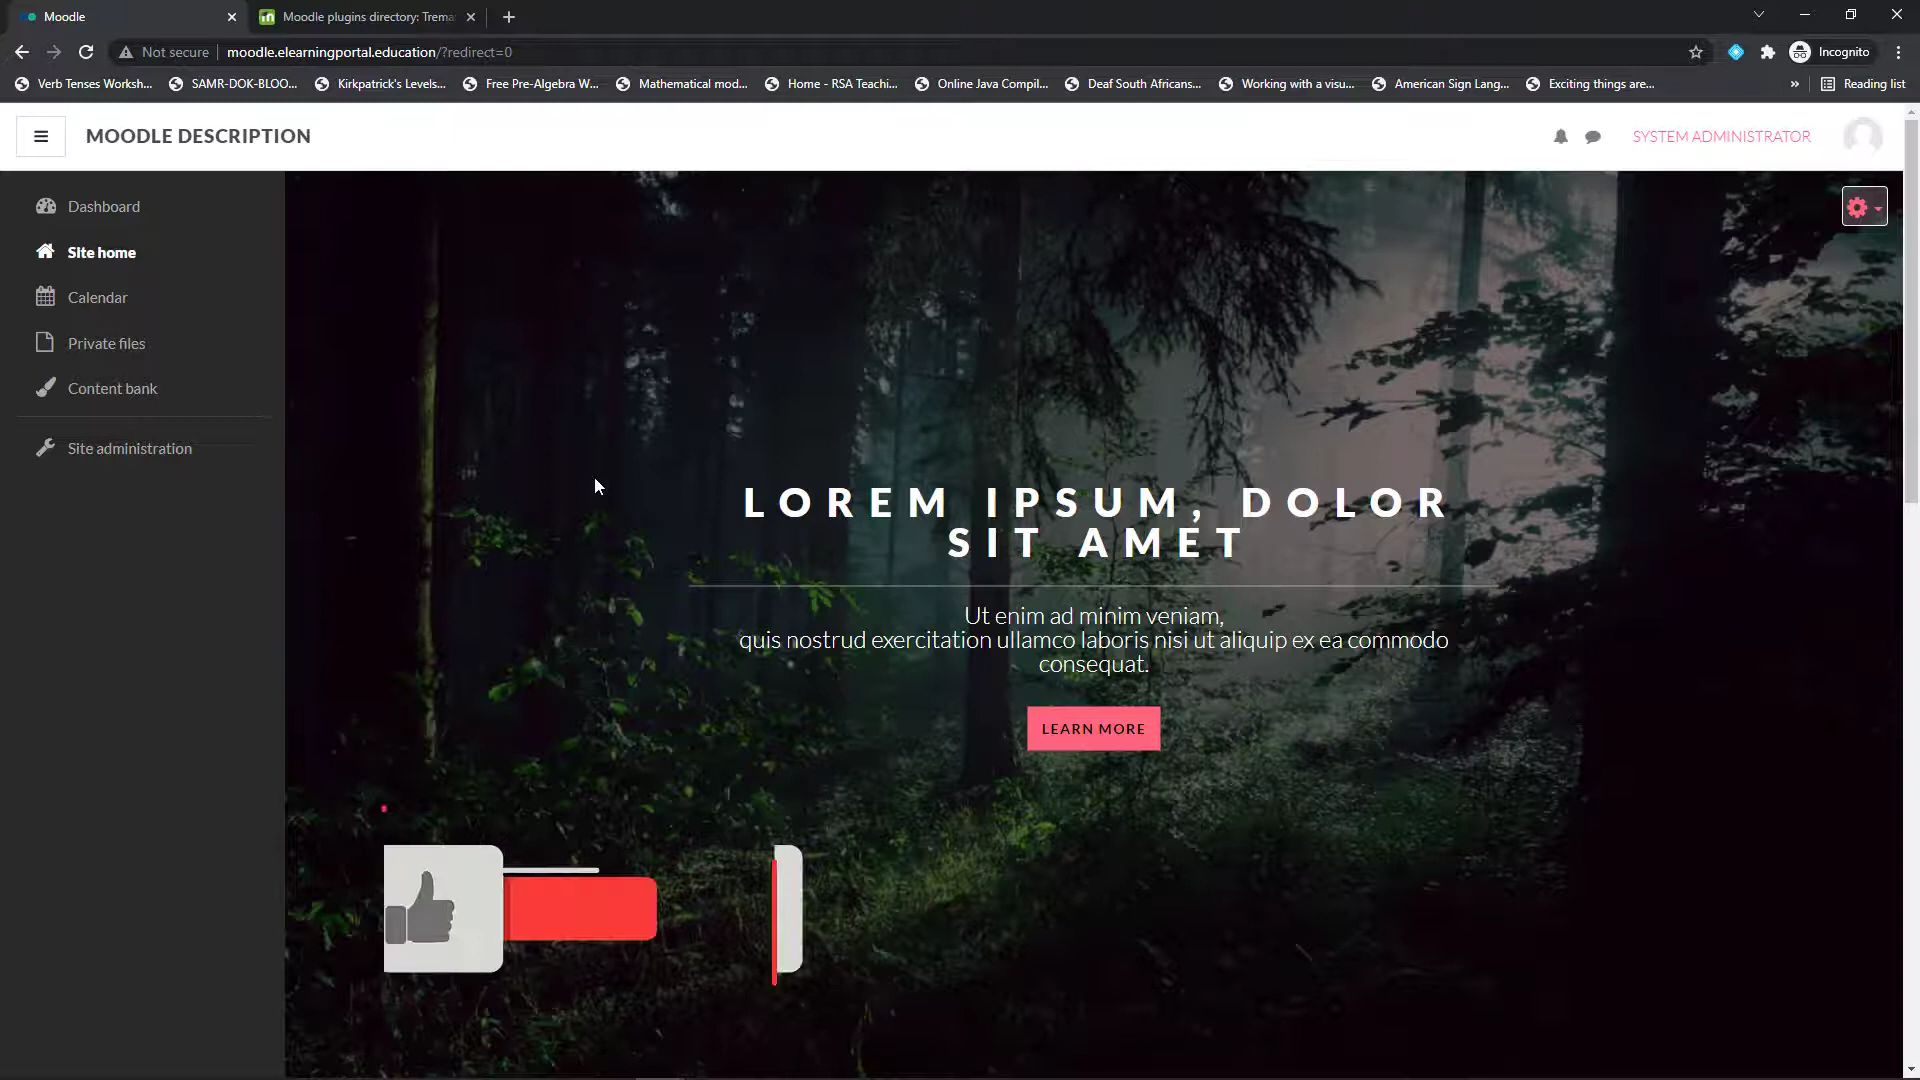 Moodle
Moodle plugins directory: Trema
Not secure
moodle.elearningportal.education/?redirect=0
Incognito
Verb Tenses Worksh...
SAMR-DOK-BLOO...
Kirkpatrick's Levels...
Free Pre-Algebra W...
Mathematical mod...
Home - RSA Teachi...
Online Java Compil...
Deaf South Africans...
Working with a visu...
American Sign Lang...
Exciting things are...
»
Reading list
MOODLE DESCRIPTION
SYSTEM ADMINISTRATOR
Dashboard
Site home
Calendar
Private files
Content bank
Site administration
LOREM IPSUM, DOLOR
SIT AMET
Ut enim ad minim veniam,
quis nostrud exercitation ullamco laboris nisi ut aliquip ex ea commodo
consequat.
LEARN MORE